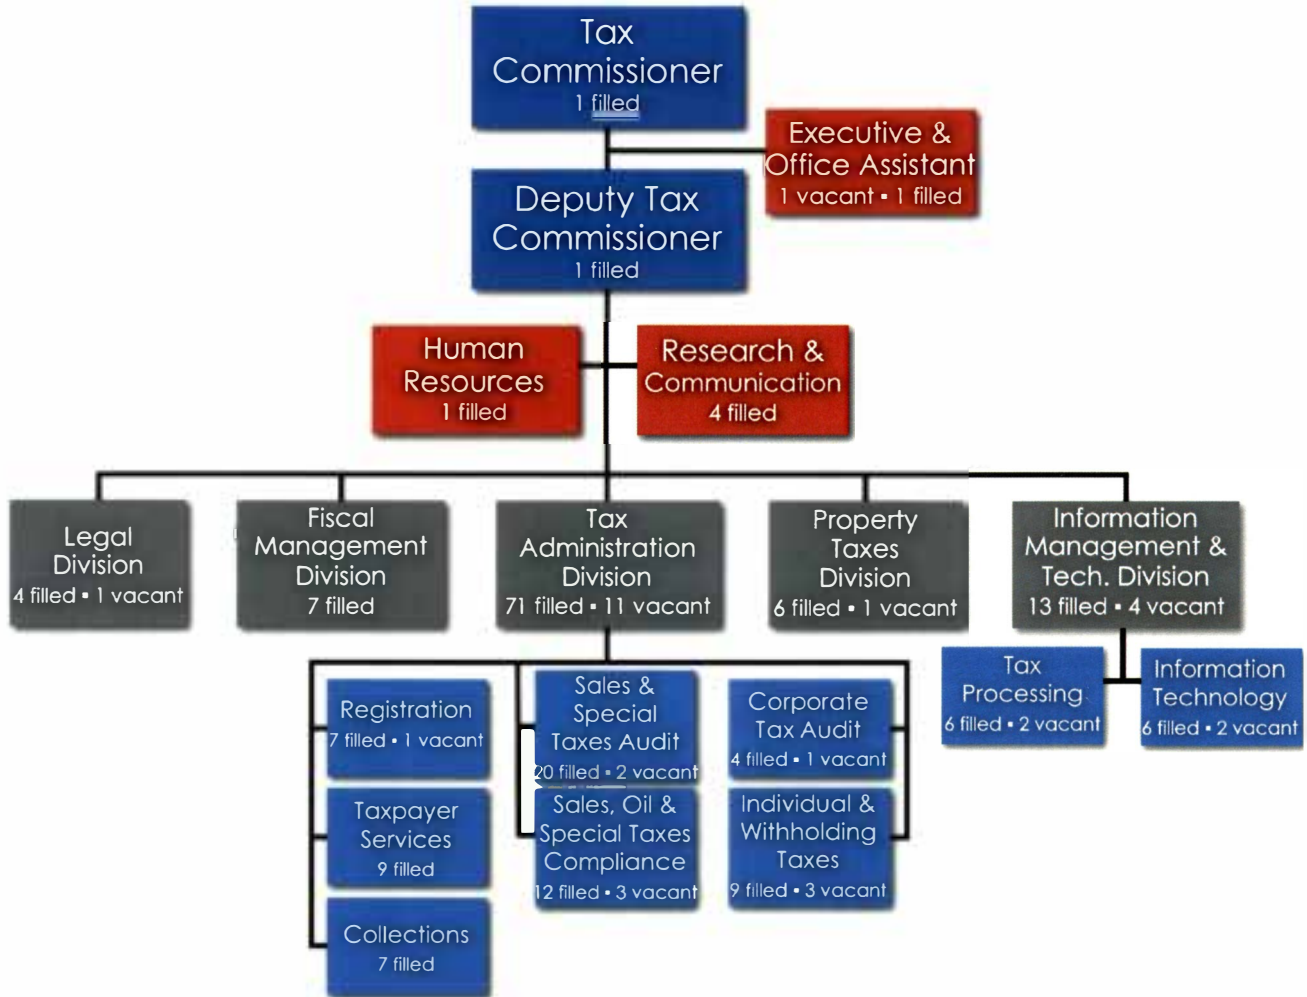 Tax
Commissioner
1 filled
Executive &
Office Assistant
1 vacant ▪ 1 filled
Deputy Tax
Commissioner
1 filled
Human
Resources
1 filled
Research &
Communication
4 filled
Legal
Division
4 filled ▪ 1 vacant
Fiscal
Management
Division
7 filled
Tax
Administration
Division
71 filled ▪ 11 vacant
Property
Taxes
Division
6 filled ▪ 1 vacant
Information
Management &
Tech. Division
13 filled ▪ 4 vacant
Registration
7 filled ▪ 1 vacant
Taxpayer
Services
9 filled
Collections
7 filled
Sales &
Special
Taxes Audit
20 filled ▪ 2 vacant
Sales, Oil &
Special Taxes
Compliance
12 filled ▪ 3 vacant
Corporate
Tax Audit
4 filled ▪ 1 vacant
Individual &
Withholding
Taxes
9 filled ▪ 3 vacant
Tax
Processing
6 filled ▪ 2 vacant
Information
Technology
6 filled ▪ 2 vacant